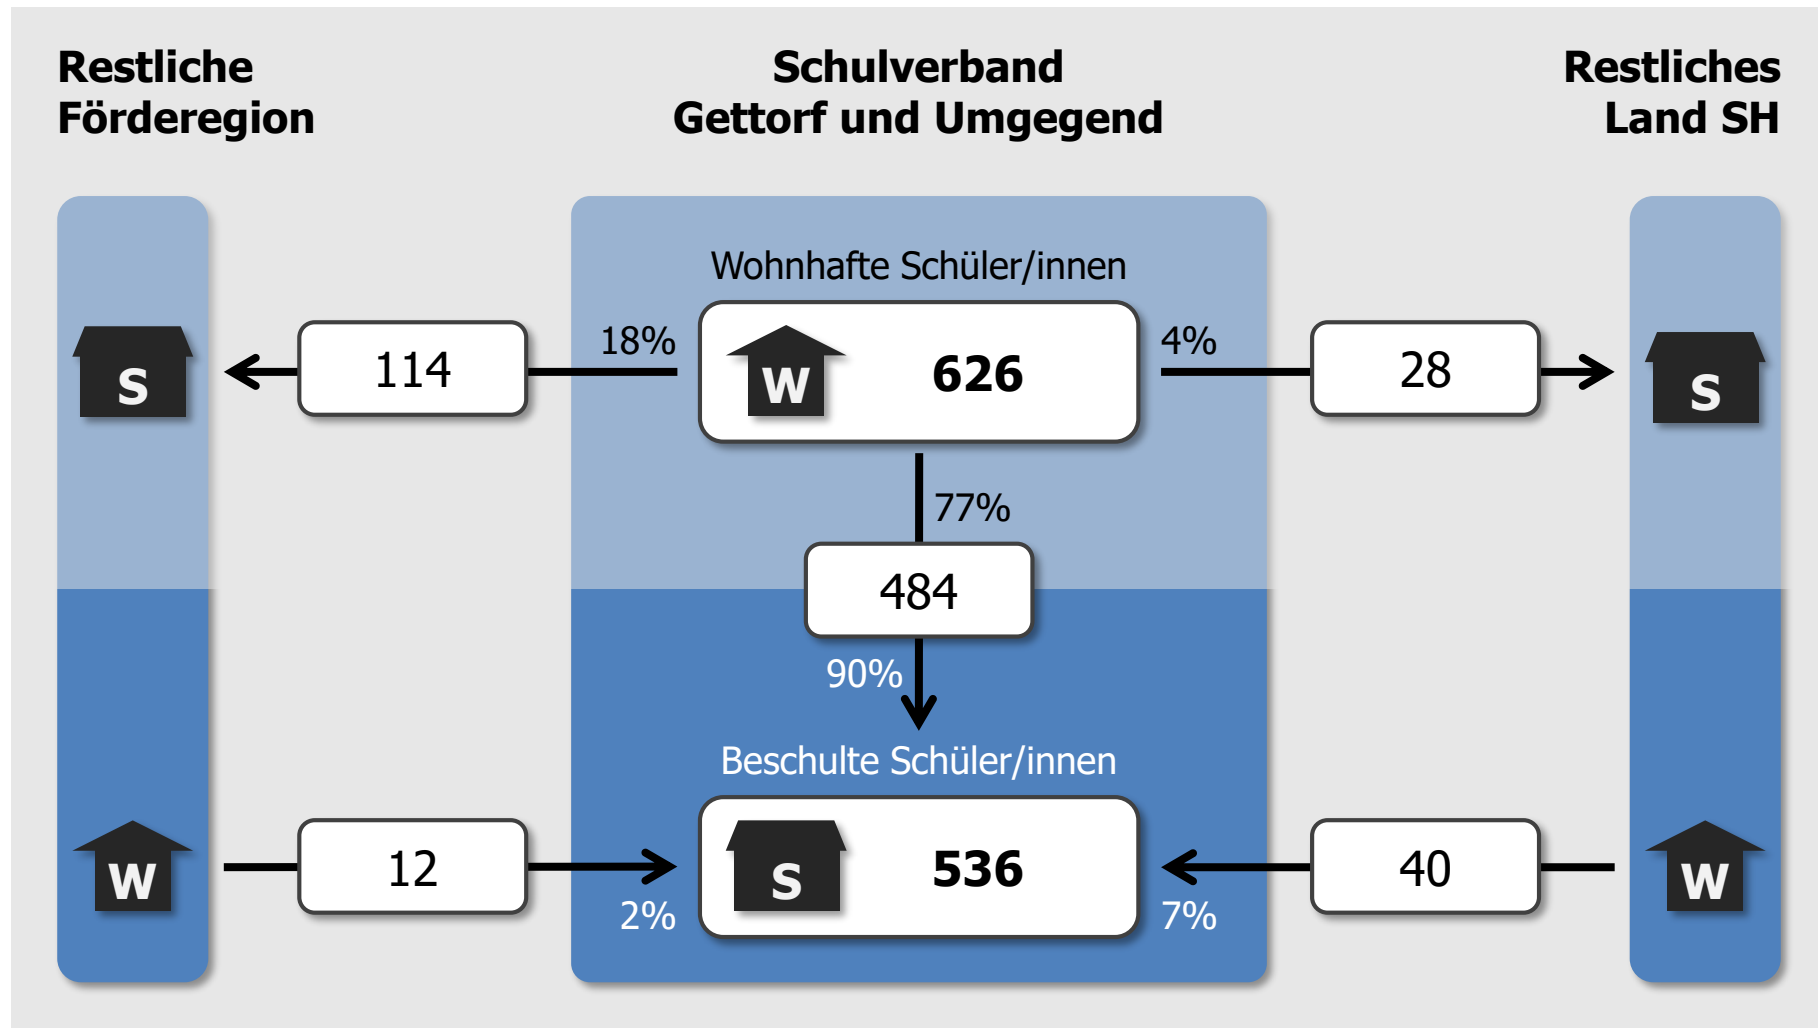 Restliche
Förderegion
Schulverband
Gettorf und Umgegend
Restliches
Land SH
Wohnhafte Schüler/innen
S
114
18%
W
626
4%
28
S
77%
484
90%
Beschulte Schüler/innen
W
12
2%
S
536
7%
40
W